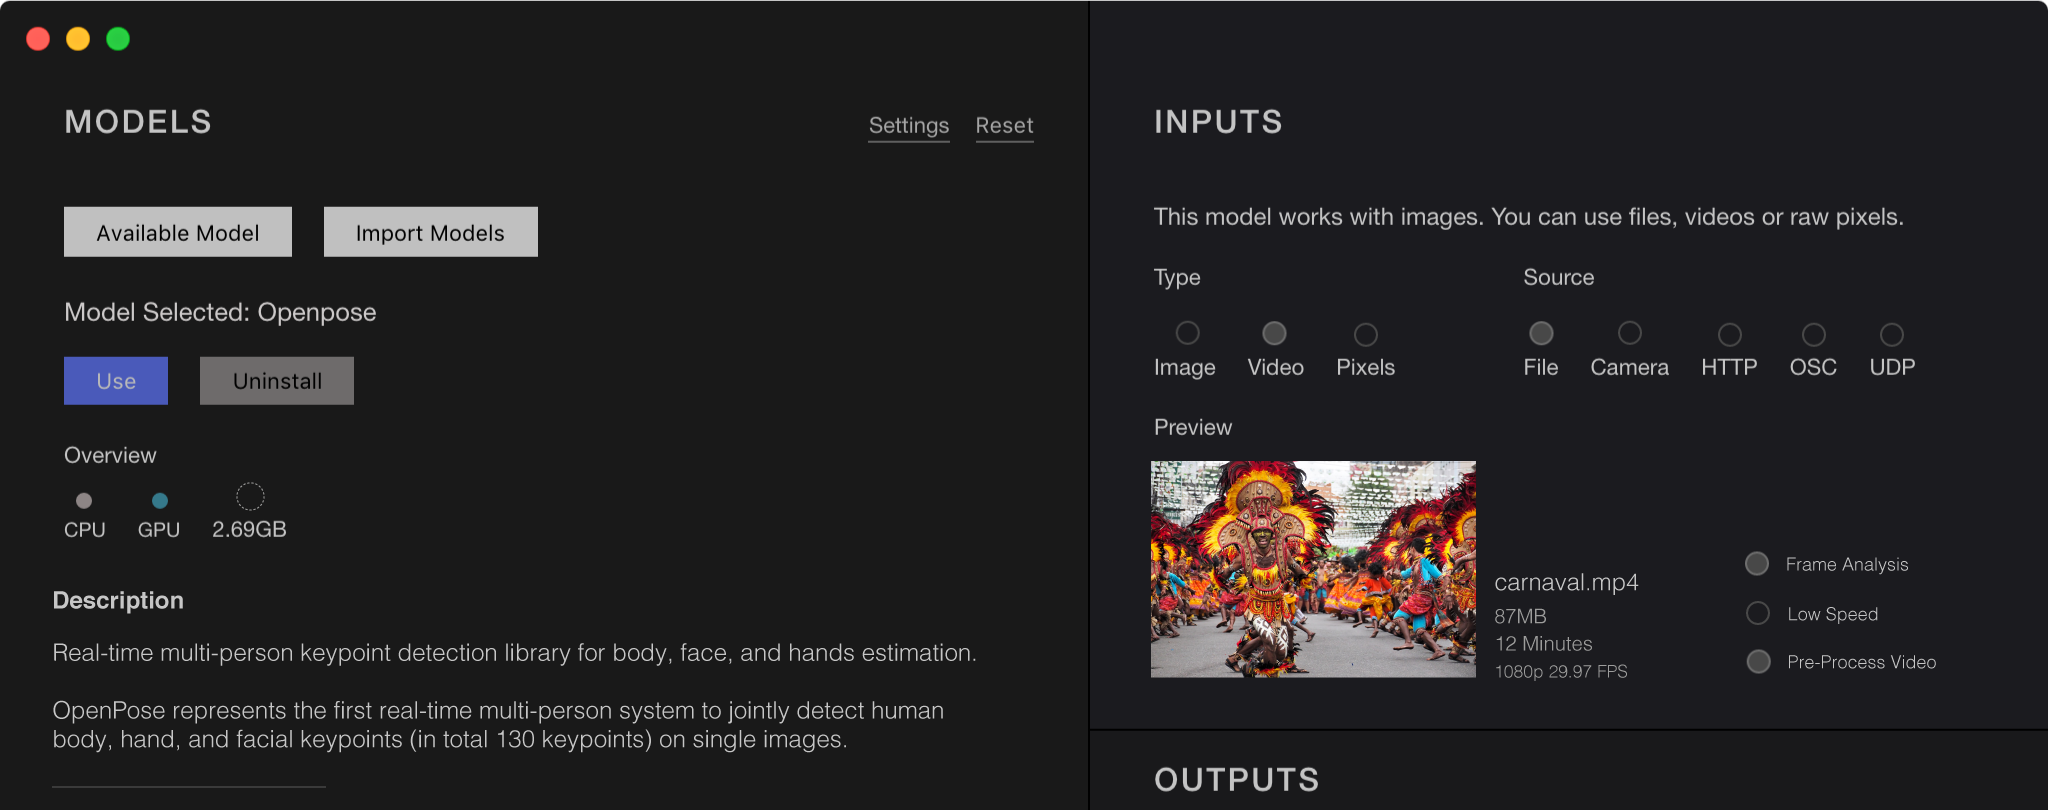 MODELS
Settings Reset
Available Model Import Models
Model Selected: Openpose
Use Uninstall
Overview
CPU GPU 2.69GB
Description
Real-time multi-person keypoint detection library for body, face, and hands estimation.
OpenPose represents the first real-time multi-person system to jointly detect human
body, hand, and facial keypoints (in total 130 keypoints) on single images.
INPUTS
This model works with images. You can use files, videos or raw pixels.
Type Source
Image Video Pixels File Camera HTTP OSC UDP
Preview
carnaval.mp4
87MB
12 Minutes
1080p 29.97 FPS
Frame Analysis
Low Speed
Pre-Process Video
OUTPUTS